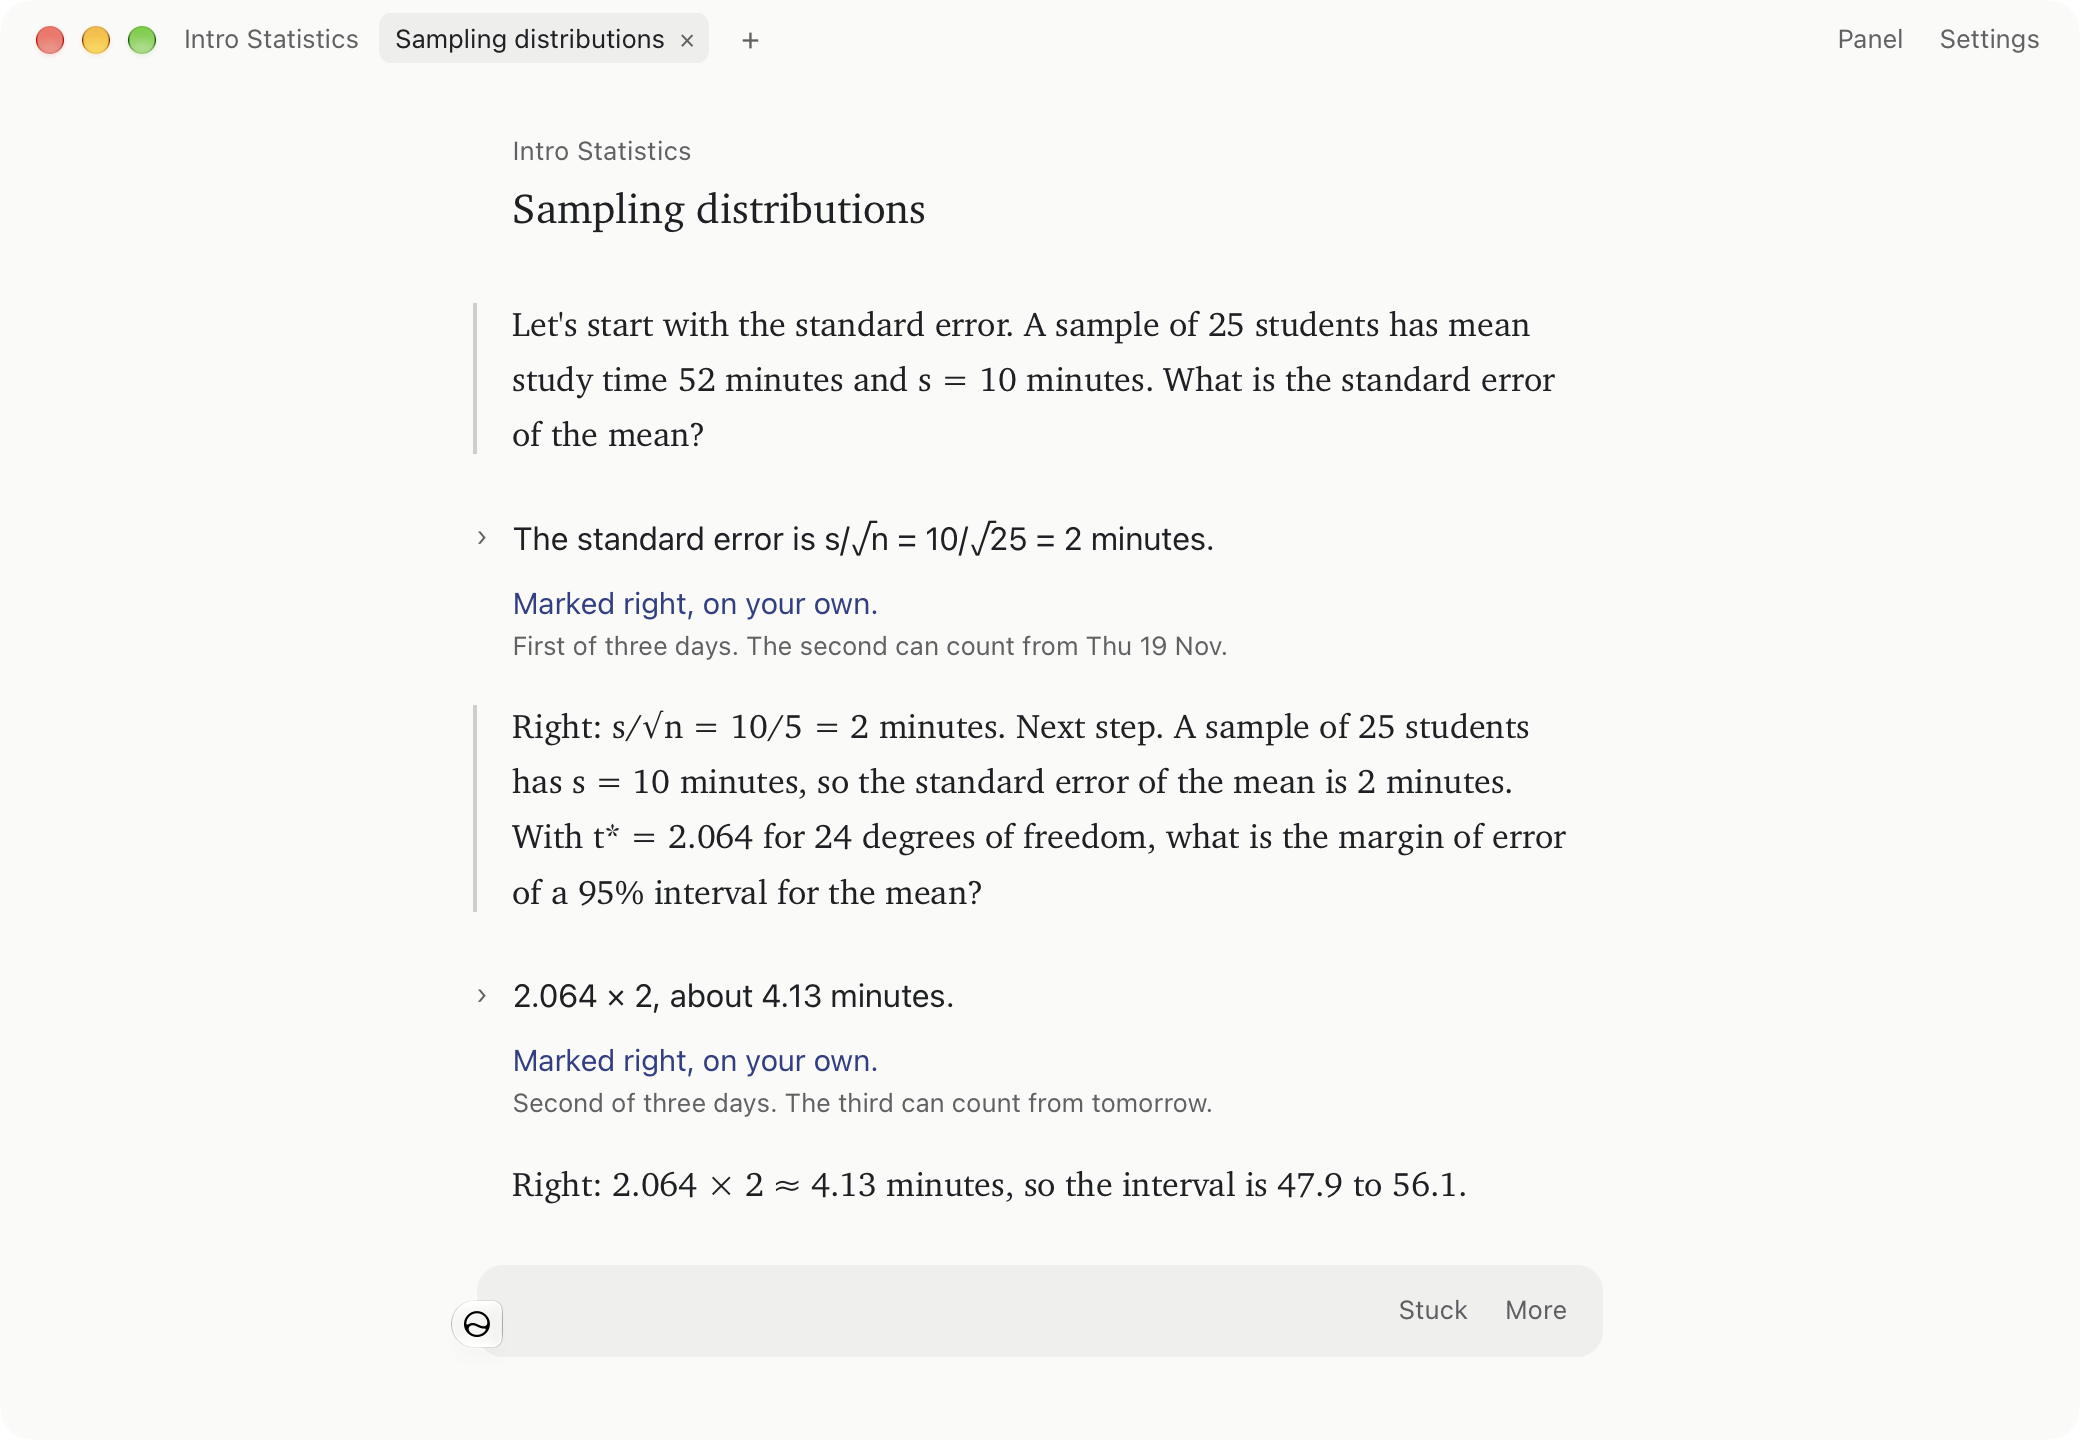 Intro Statistics
Sampling distributions ×
+
Panel
Settings
Intro Statistics
Sampling distributions
Let's start with the standard error. A sample of 25 students has mean
study time 52 minutes and s = 10 minutes. What is the standard error
of the mean?
› The standard error is s/√n = 10/√25 = 2 minutes.
Marked right, on your own.
First of three days. The second can count from Thu 19 Nov.
Right: s/√n = 10/5 = 2 minutes. Next step. A sample of 25 students
has s = 10 minutes, so the standard error of the mean is 2 minutes.
With t* = 2.064 for 24 degrees of freedom, what is the margin of error
of a 95% interval for the mean?
› 2.064 × 2, about 4.13 minutes.
Marked right, on your own.
Second of three days. The third can count from tomorrow.
Right: 2.064 × 2 ≈ 4.13 minutes, so the interval is 47.9 to 56.1.
Stuck
More